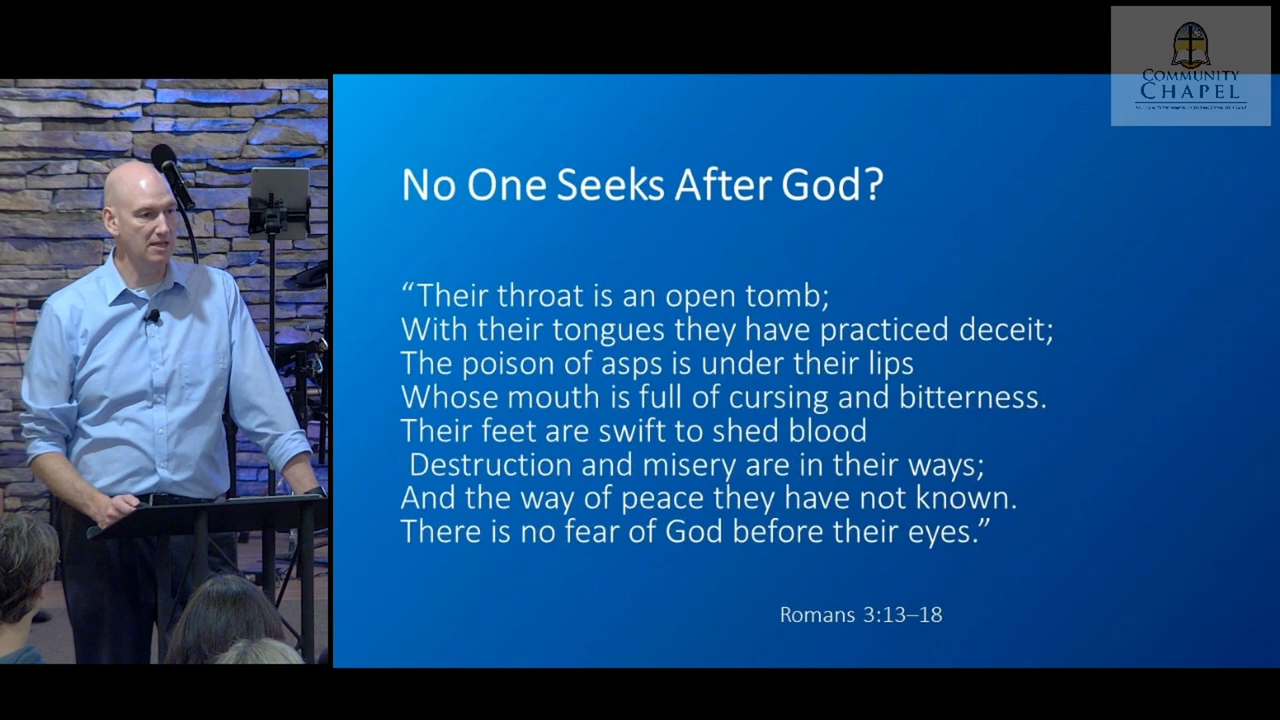 COMMUNITY
CHAPEL
No One Seeks After God?
“Their throat is an open tomb;
With their tongues they have practiced deceit;
The poison of asps is under their lips
Whose mouth is full of cursing and bitterness.
Their feet are swift to shed blood
Destruction and misery are in their ways;
And the way of peace they have not known.
There is no fear of God before their eyes.”
Romans 3:13–18